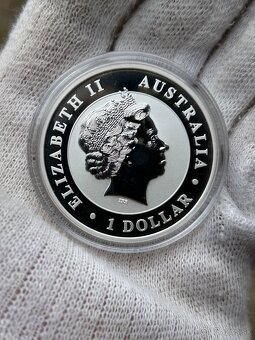 ELIZABETH II
AUSTRALIA
· 1 DOLLAR ·